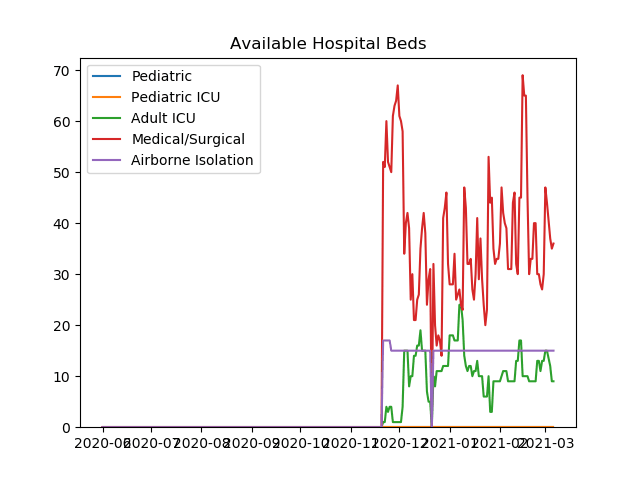 Available Hospital Beds
Pediatric
Pediatric ICU
Adult ICU
Medical/Surgical
Airborne Isolation
70
60
50
40
30
20
10
0
2020-06 2020-07 2020-08 2020-09 2020-10 2020-11 2020-12 2021-01 2021-02 2021-03